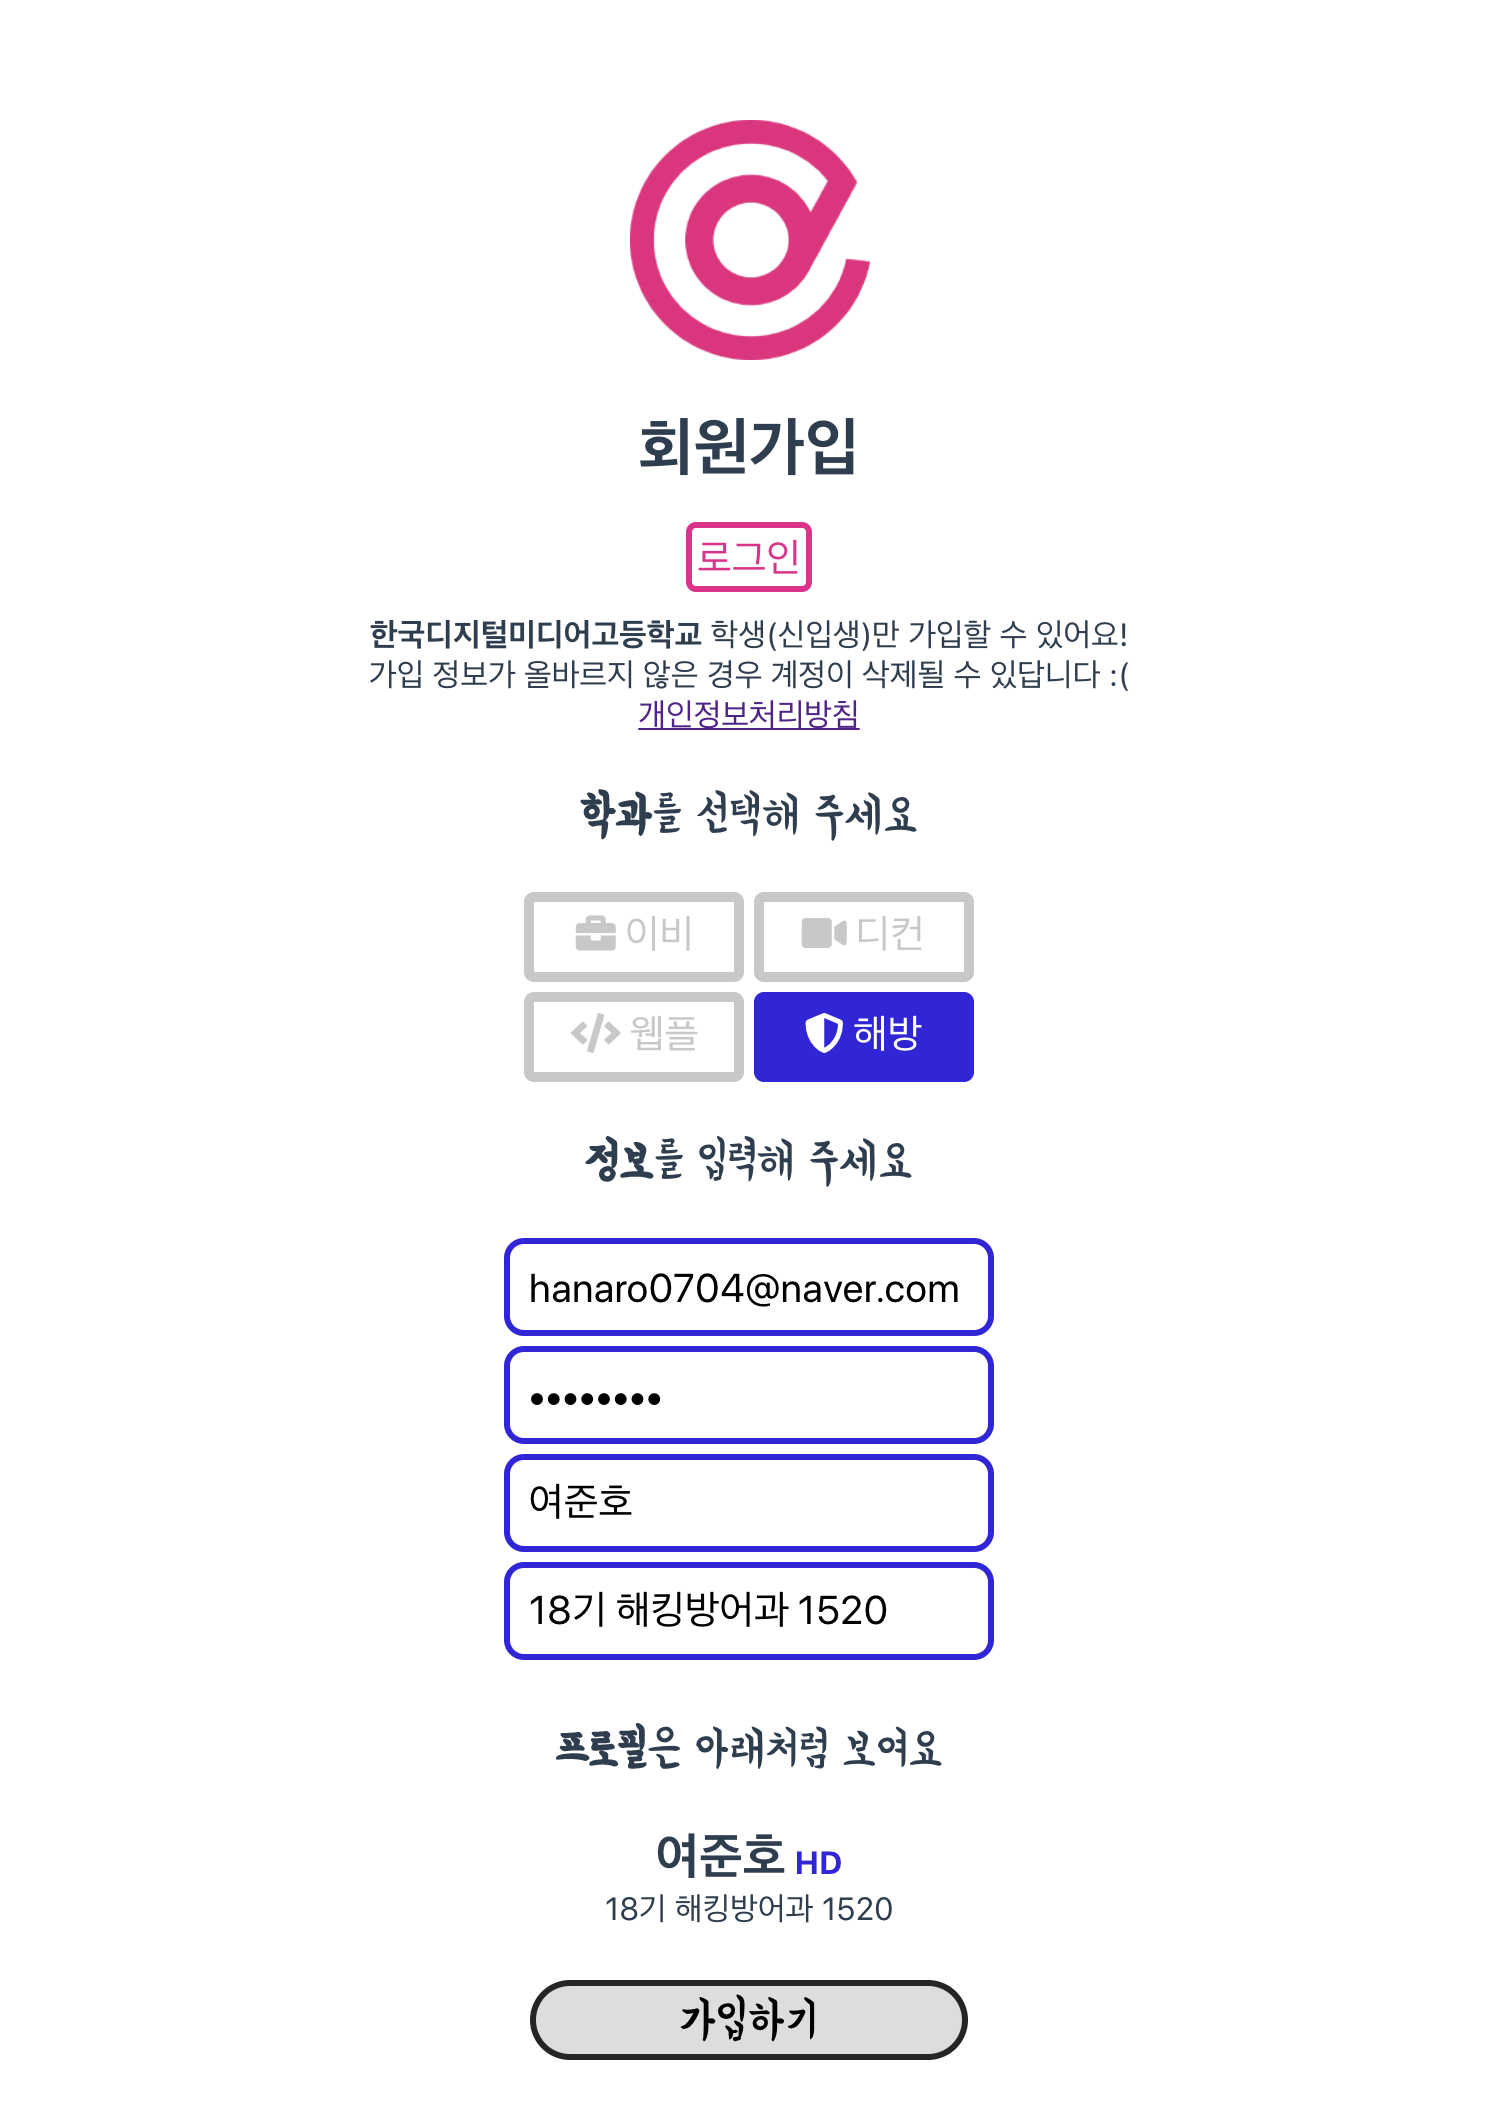 회원가입
로그인
한국디지털미디어고등학교 학생(신입생)만 가입할 수 있어요!
가입 정보가 올바르지 않은 경우 계정이 삭제될 수 있답니다 :(
개인정보처리방침
학과를 선택해 주세요
이비 디컨
웹플 해방
정보를 입력해 주세요
hanaro0704@naver.com
••••••••
여준호
18기 해킹방어과 1520
프로필은 아래처럼 보여요
여준호 HD
18기 해킹방어과 1520
가입하기